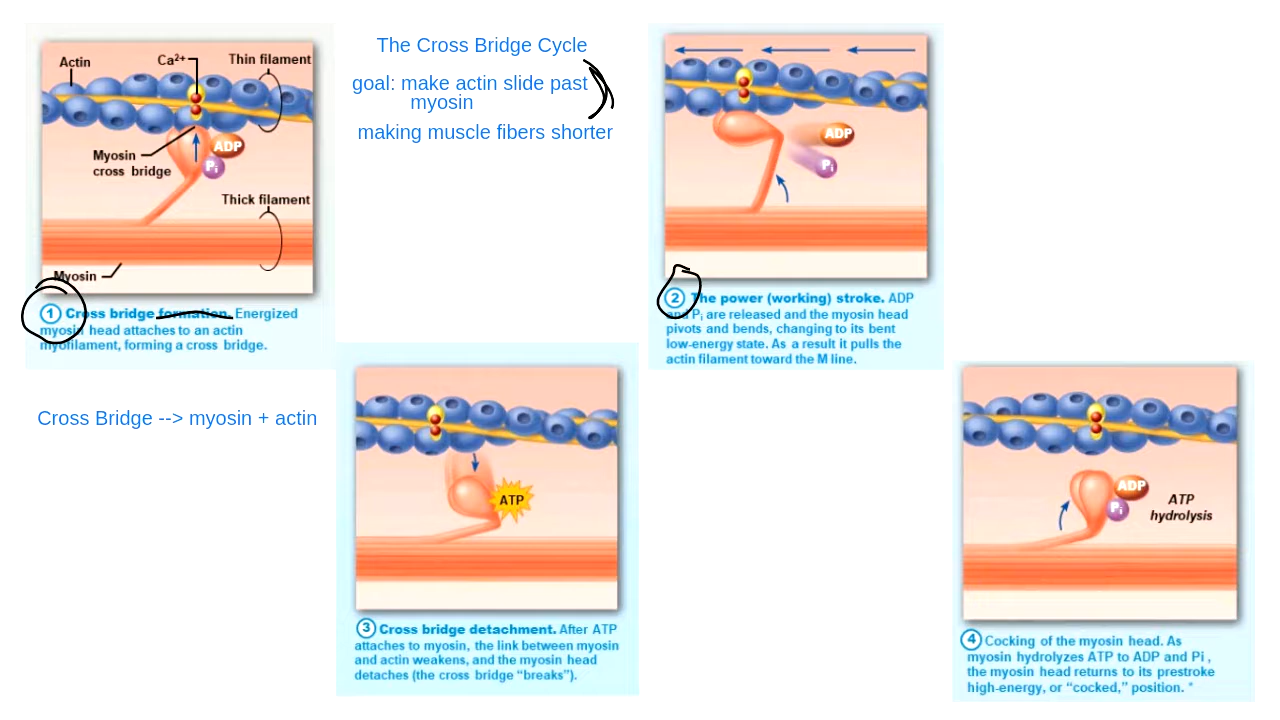 The Cross Bridge Cycle
goal: make actin slide past
myosin
making muscle fibers shorter
Actin
Ca²⁺
Thin filament
ADP
Pi
Myosin
cross bridge
Thick filament
Myosin
1 Cross bridge formation. Energized
myosin head attaches to an actin
myofilament, forming a cross bridge.
Cross Bridge --> myosin + actin
ADP
Pi
2 The power (working) stroke. ADP
and Pi are released and the myosin head
pivots and bends, changing to its bent
low-energy state. As a result it pulls the
actin filament toward the M line.
ATP
3 Cross bridge detachment. After ATP
attaches to myosin, the link between myosin
and actin weakens, and the myosin head
detaches (the cross bridge “breaks”).
ADP
Pi
ATP
hydrolysis
4 Cocking of the myosin head. As
myosin hydrolyzes ATP to ADP and Pi ,
the myosin head returns to its prestroke
high-energy, or “cocked,” position. *